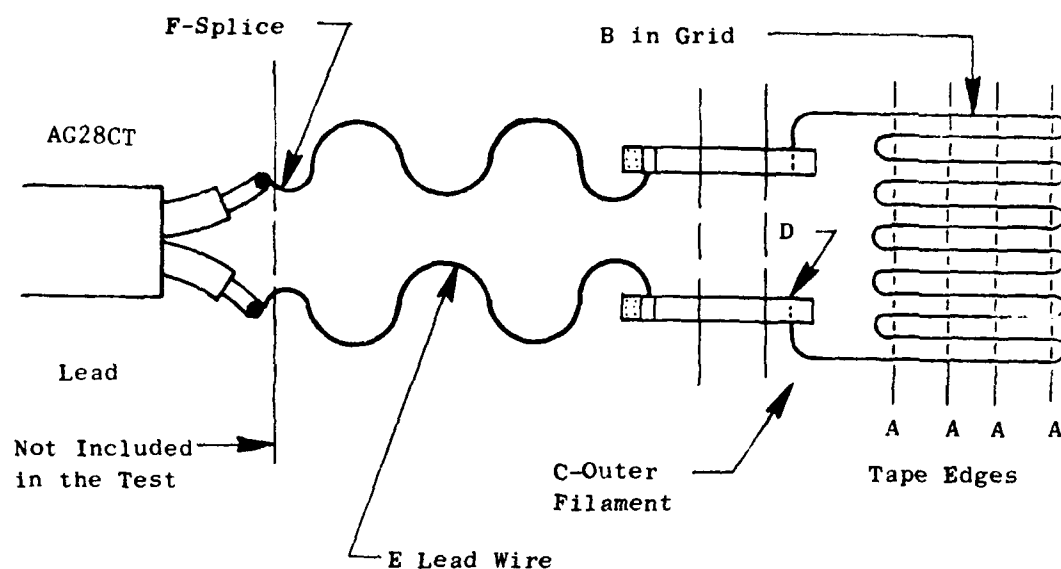 F-Splice
B in Grid
AG28CT
D
Lead
Not Included
in the Test
C-Outer
Filament
A A A A
Tape Edges
E Lead Wire